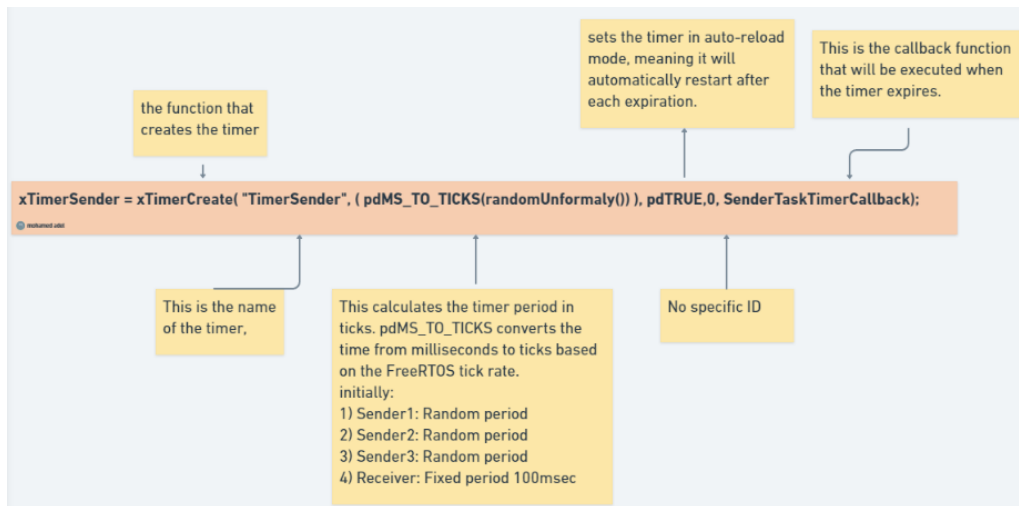 sets the timer in auto-reload
mode, meaning it will
automatically restart after
each expiration.
This is the callback function
that will be executed when
the timer expires.
the function that
creates the timer
xTimerSender = xTimerCreate( "TimerSender", ( pdMS_TO_TICKS(randomUnformaly()) ), pdTRUE,0, SenderTaskTimerCallback);
mohamed adel
This is the name
of the timer,
This calculates the timer period in
ticks. pdMS_TO_TICKS converts the
time from milliseconds to ticks based
on the FreeRTOS tick rate.
initially:
1) Sender1: Random period
2) Sender2: Random period
3) Sender3: Random period
4) Receiver: Fixed period 100msec
No specific ID